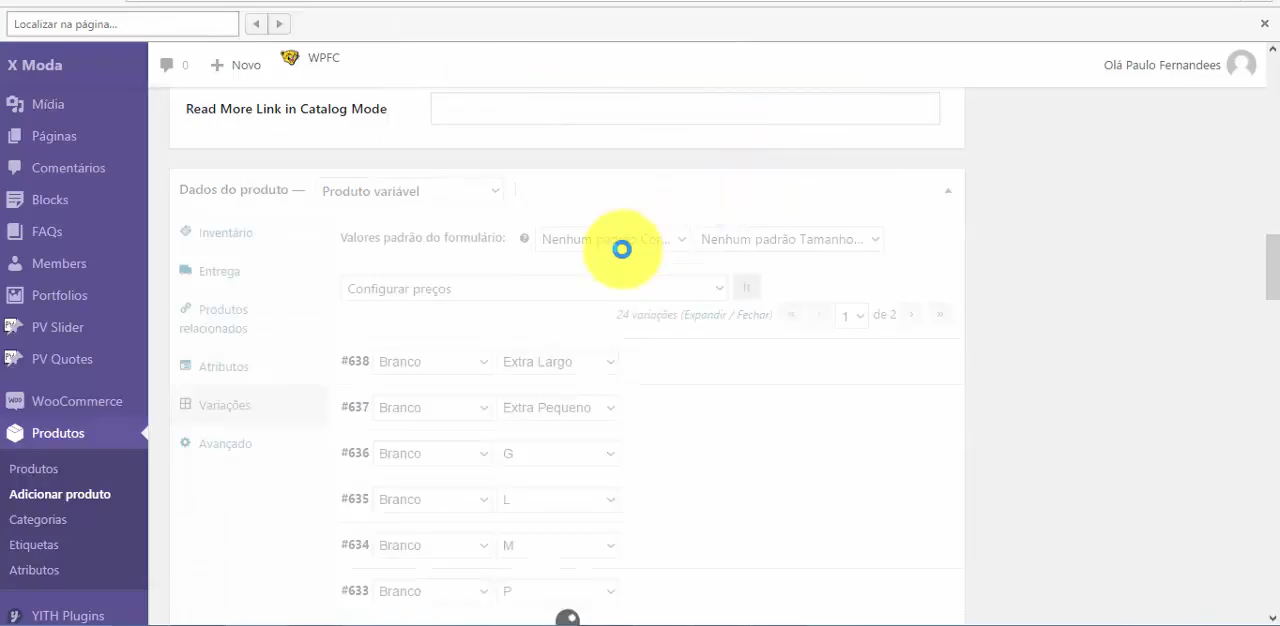 Localizar na página...
X Moda
0
Novo
WPFC
Olá Paulo Fernandees
Mídia
Páginas
Comentários
Blocks
FAQs
Members
Portfolios
PV Slider
PV Quotes
WooCommerce
Produtos
Produtos
Adicionar produto
Categorias
Etiquetas
Atributos
YITH Plugins
Read More Link in Catalog Mode
Dados do produto — Produto variável
Inventário
Entrega
Produtos
relacionados
Atributos
Variações
Avançado
Valores padrão do formulário: Nenhum padrão Cor... Nenhum padrão Tamanho...
Configurar preços
Ir
24 variações (Expandir / Fechar) « ‹ 1 de 2 › »
#638 Branco Extra Largo
#637 Branco Extra Pequeno
#636 Branco G
#635 Branco L
#634 Branco M
#633 Branco P